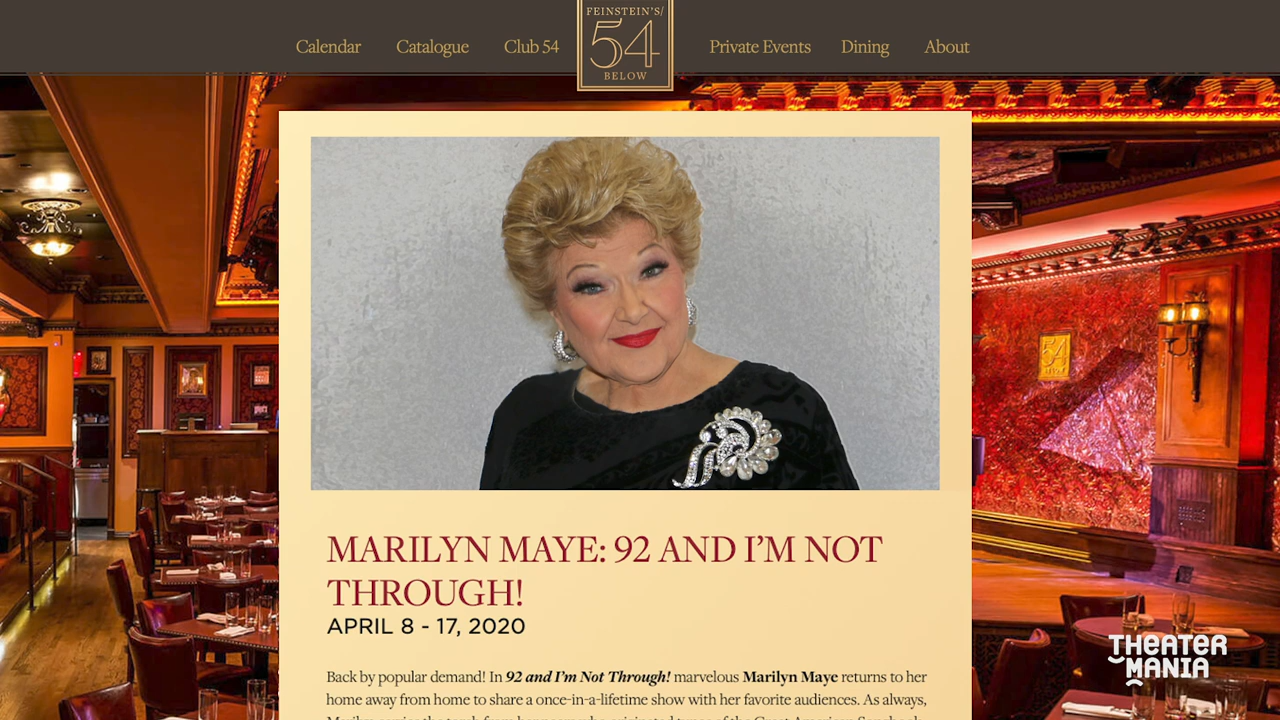 FEINSTEIN'S/
54
BELOW
Calendar
Catalogue
Club 54
Private Events
Dining
About
54
MARILYN MAYE: 92 AND I'M NOT
THROUGH!
APRIL 8 - 17, 2020
Back by popular demand! In 92 and I'm Not Through! marvelous Marilyn Maye returns to her
home away from home to share a once-in-a-lifetime show with her favorite audiences. As always,
THEATER
MANIA